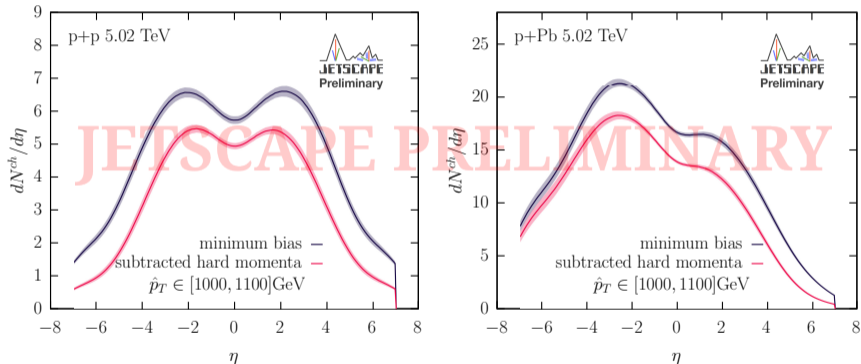 p+p 5.02 TeV
JETSCAPE
Preliminary
dN^{ch}/dη
9
8
7
6
5
4
3
2
1
0
minimum bias
subtracted hard momenta
p̂_T ∈ [1000, 1100]GeV
−8 −6 −4 −2 0 2 4 6 8
η
p+Pb 5.02 TeV
JETSCAPE
Preliminary
dN^{ch}/dη
25
20
15
10
5
0
minimum bias
subtracted hard momenta
p̂_T ∈ [1000, 1100]GeV
−8 −6 −4 −2 0 2 4 6 8
η
JETSCAPE PRELIMINARY